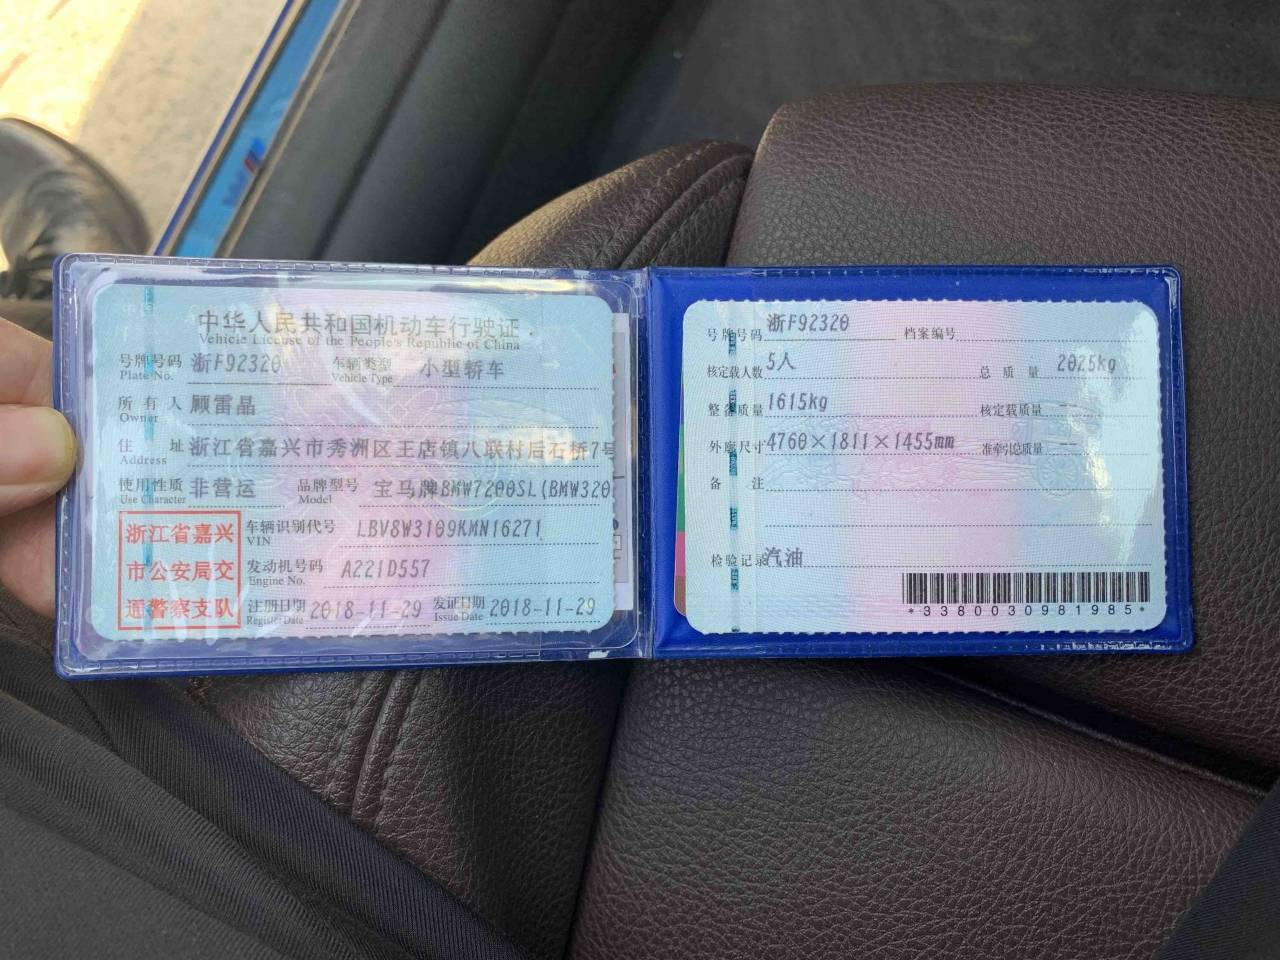 中华人民共和国机动车行驶证
Vehicle License of the People's Republic of China
号牌号码 浙F92320 车辆类型 小型轿车
Plate No. Vehicle Type
所有人 顾雷晶
Owner
住址 浙江省嘉兴市秀洲区王店镇八联村后石桥7号
Address
使用性质 非营运 品牌型号 宝马牌BMW7200SL(BMW320
Use Character Model
浙江省嘉兴
市公安局交
通警察支队
车辆识别代号 LBV8W3109KMN16271
VIN
发动机号码 A221D557
Engine No.
注册日期 2018-11-29 发证日期 2018-11-29
Register Date Issue Date
号牌号码 浙F92320 档案编号
核定载人数 5人 总质量 2025kg
整备质量 1615kg 核定载质量 —
外廓尺寸 4760×1811×1455mm 准牵引总质量 —
备注
检验记录 汽油
*3380030981985*